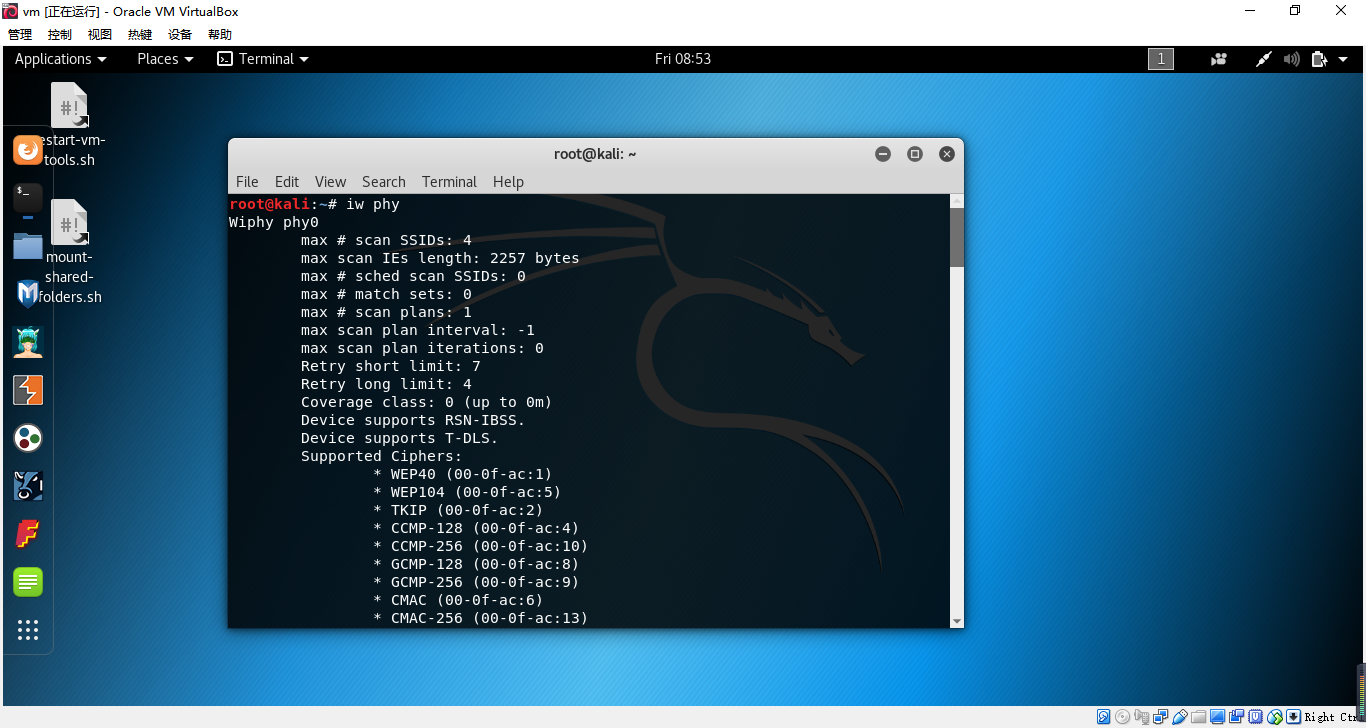 vm [正在运行] - Oracle VM VirtualBox
管理 控制 视图 热键 设备 帮助
Applications Places Terminal Fri 08:53 1
#!
estart-vm-
tools.sh
#!
mount-
shared-
folders.sh
root@kali: ~
File Edit View Search Terminal Help
root@kali:~# iw phy
Wiphy phy0
max # scan SSIDs: 4
max scan IEs length: 2257 bytes
max # sched scan SSIDs: 0
max # match sets: 0
max # scan plans: 1
max scan plan interval: -1
max scan plan iterations: 0
Retry short limit: 7
Retry long limit: 4
Coverage class: 0 (up to 0m)
Device supports RSN-IBSS.
Device supports T-DLS.
Supported Ciphers:
* WEP40 (00-0f-ac:1)
* WEP104 (00-0f-ac:5)
* TKIP (00-0f-ac:2)
* CCMP-128 (00-0f-ac:4)
* CCMP-256 (00-0f-ac:10)
* GCMP-128 (00-0f-ac:8)
* GCMP-256 (00-0f-ac:9)
* CMAC (00-0f-ac:6)
* CMAC-256 (00-0f-ac:13)
Right Ctr